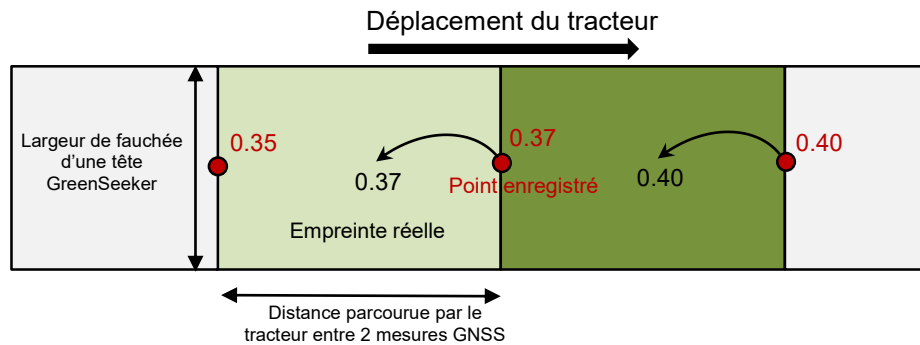 Déplacement du tracteur
Largeur de fauchée
d'une tête
GreenSeeker
0.35
0.37
0.37
Point enregistré
0.40
0.40
Empreinte réelle
Distance parcourue par le
tracteur entre 2 mesures GNSS